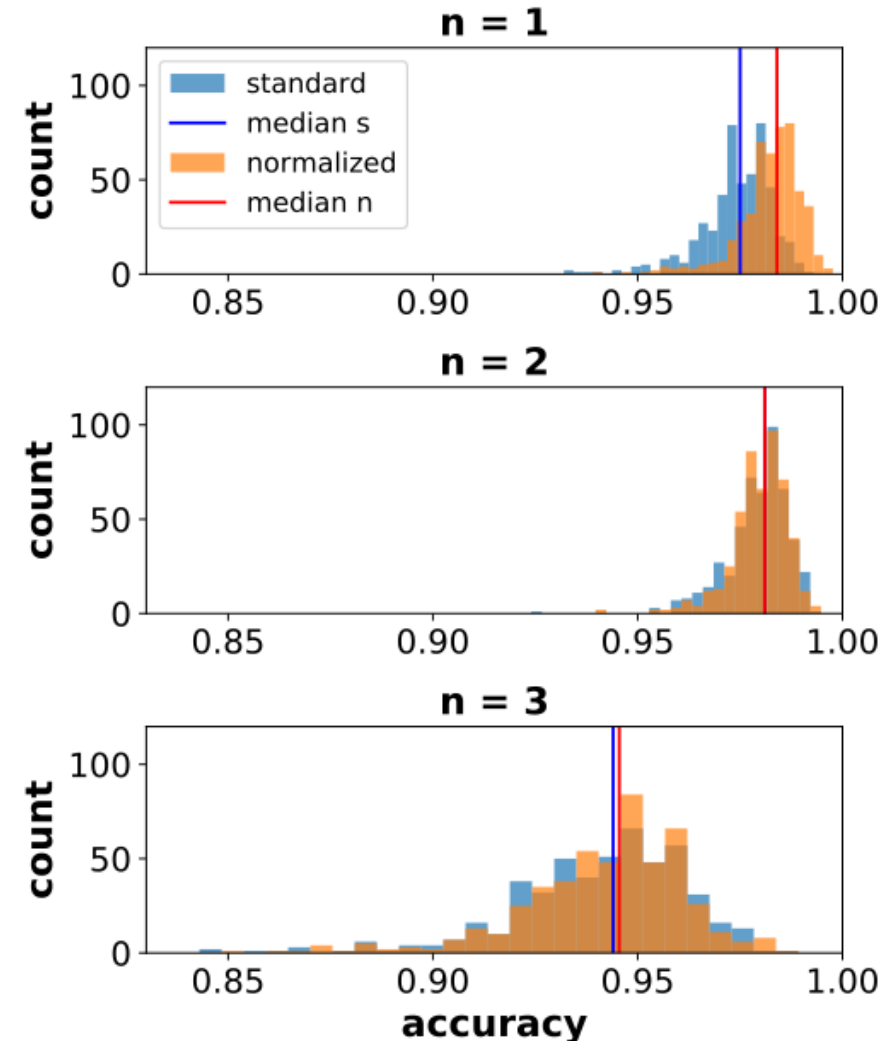 n = 1
count
100
50
0
standard
median s
normalized
median n
0.85 0.90 0.95 1.00
n = 2
count
100
50
0
0.85 0.90 0.95 1.00
n = 3
count
100
50
0
0.85 0.90 0.95 1.00
accuracy